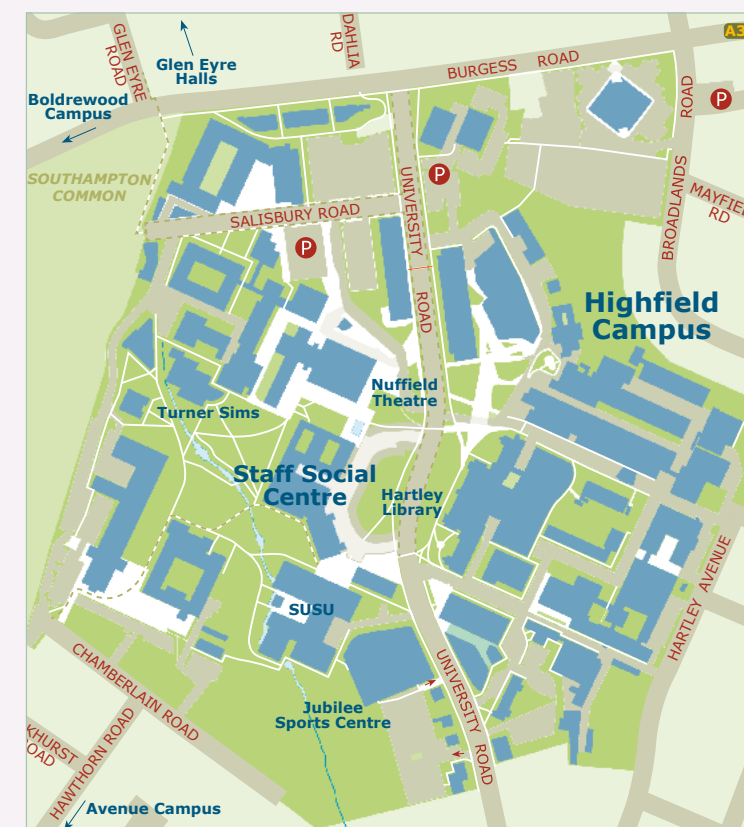 GLEN EYRE
ROAD
Glen Eyre
Halls
DAHLIA
RD
BURGESS ROAD
A3
Boldrewood
Campus
P
ROAD
BROADLANDS
SOUTHAMPTON
COMMON
UNIVERSITY
ROAD
P
MAYFIE
RD
SALISBURY ROAD
P
Highfield
Campus
Nuffield
Theatre
Turner Sims
Staff Social
Centre
Hartley
Library
HARTLEY AVENUE
SUSU
CHAMBERLAIN ROAD
UNIVERSITY ROAD
Jubilee
Sports Centre
KHURST
OAD
HAWTHORN ROAD
Avenue Campus